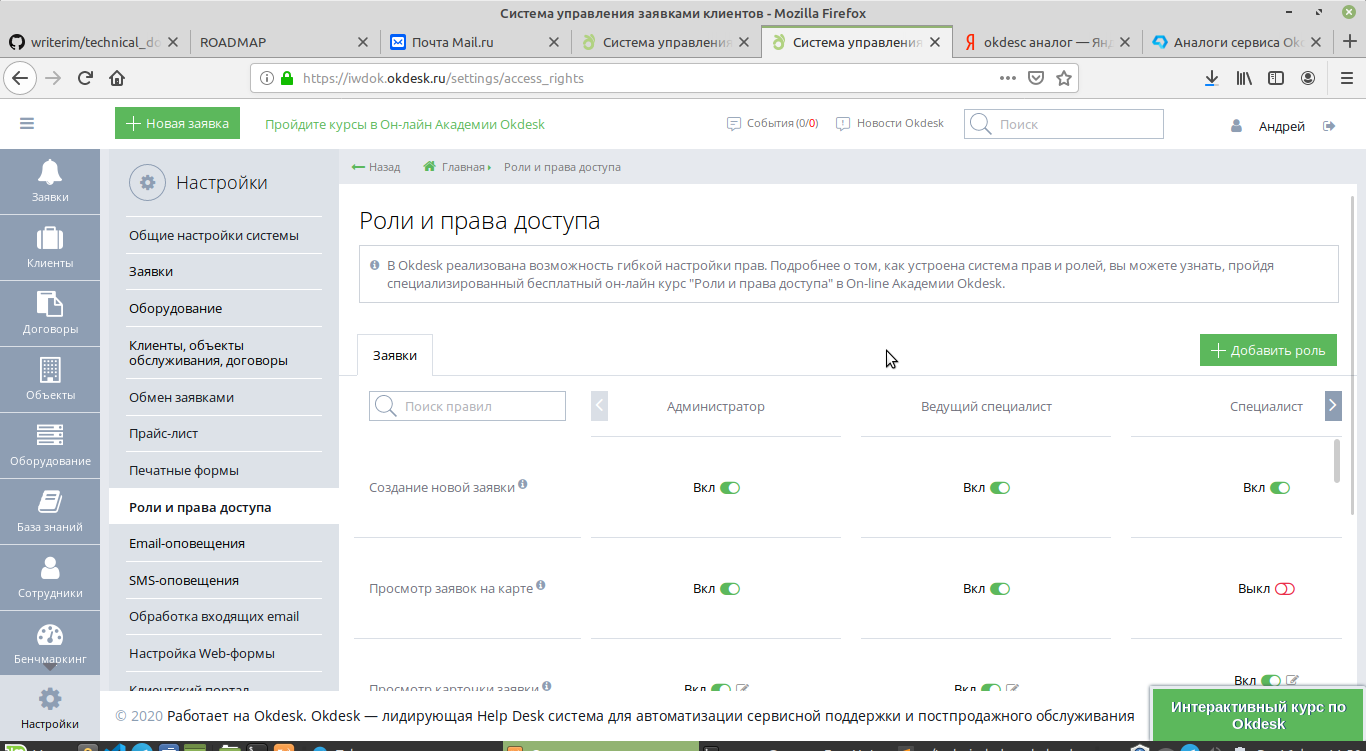 Система управления заявками клиентов - Mozilla Firefox
writerim/technical_do
ROADMAP
Почта Mail.ru
Система управления
Система управления
okdesc аналог — Янд
Аналоги сервиса Okd
https://iwdok.okdesk.ru/settings/access_rights
Новая заявка
Пройдите курсы в Он-лайн Академии Okdesk
События (0/0)
Новости Okdesk
Поиск
Андрей
Заявки
Клиенты
Договоры
Объекты
Оборудование
База знаний
Сотрудники
Бенчмаркинг
Настройки
Настройки
Общие настройки системы
Заявки
Оборудование
Клиенты, объекты
обслуживания, договоры
Обмен заявками
Прайс-лист
Печатные формы
Роли и права доступа
Email-оповещения
SMS-оповещения
Обработка входящих email
Настройка Web-формы
Клиентский портал
Назад
Главная
Роли и права доступа
Роли и права доступа
В Okdesk реализована возможность гибкой настройки прав. Подробнее о том, как устроена система прав и ролей, вы можете узнать, пройдя
специализированный бесплатный он-лайн курс "Роли и права доступа" в On-line Академии Okdesk.
Заявки
Добавить роль
Поиск правил
Администратор
Ведущий специалист
Специалист
Создание новой заявки
Вкл
Вкл
Вкл
Просмотр заявок на карте
Вкл
Вкл
Выкл
Просмотр карточки заявки
Вкл
Вкл
Вкл
© 2020 Работает на Okdesk. Okdesk — лидирующая Help Desk система для автоматизации сервисной поддержки и постпродажного обслуживания
Интерактивный курс по
Okdesk